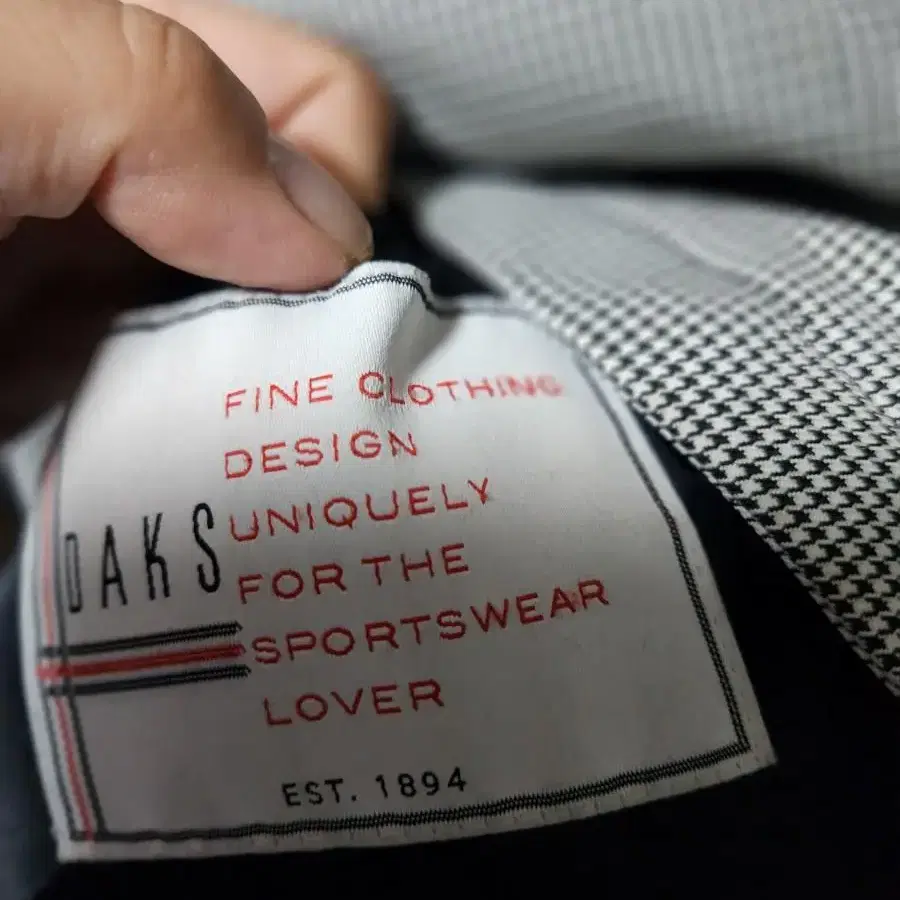 FINE CLOTHING
DESIGN
UNIQUELY
DAKS
FOR THE
SPORTSWEAR
LOVER
EST. 1894